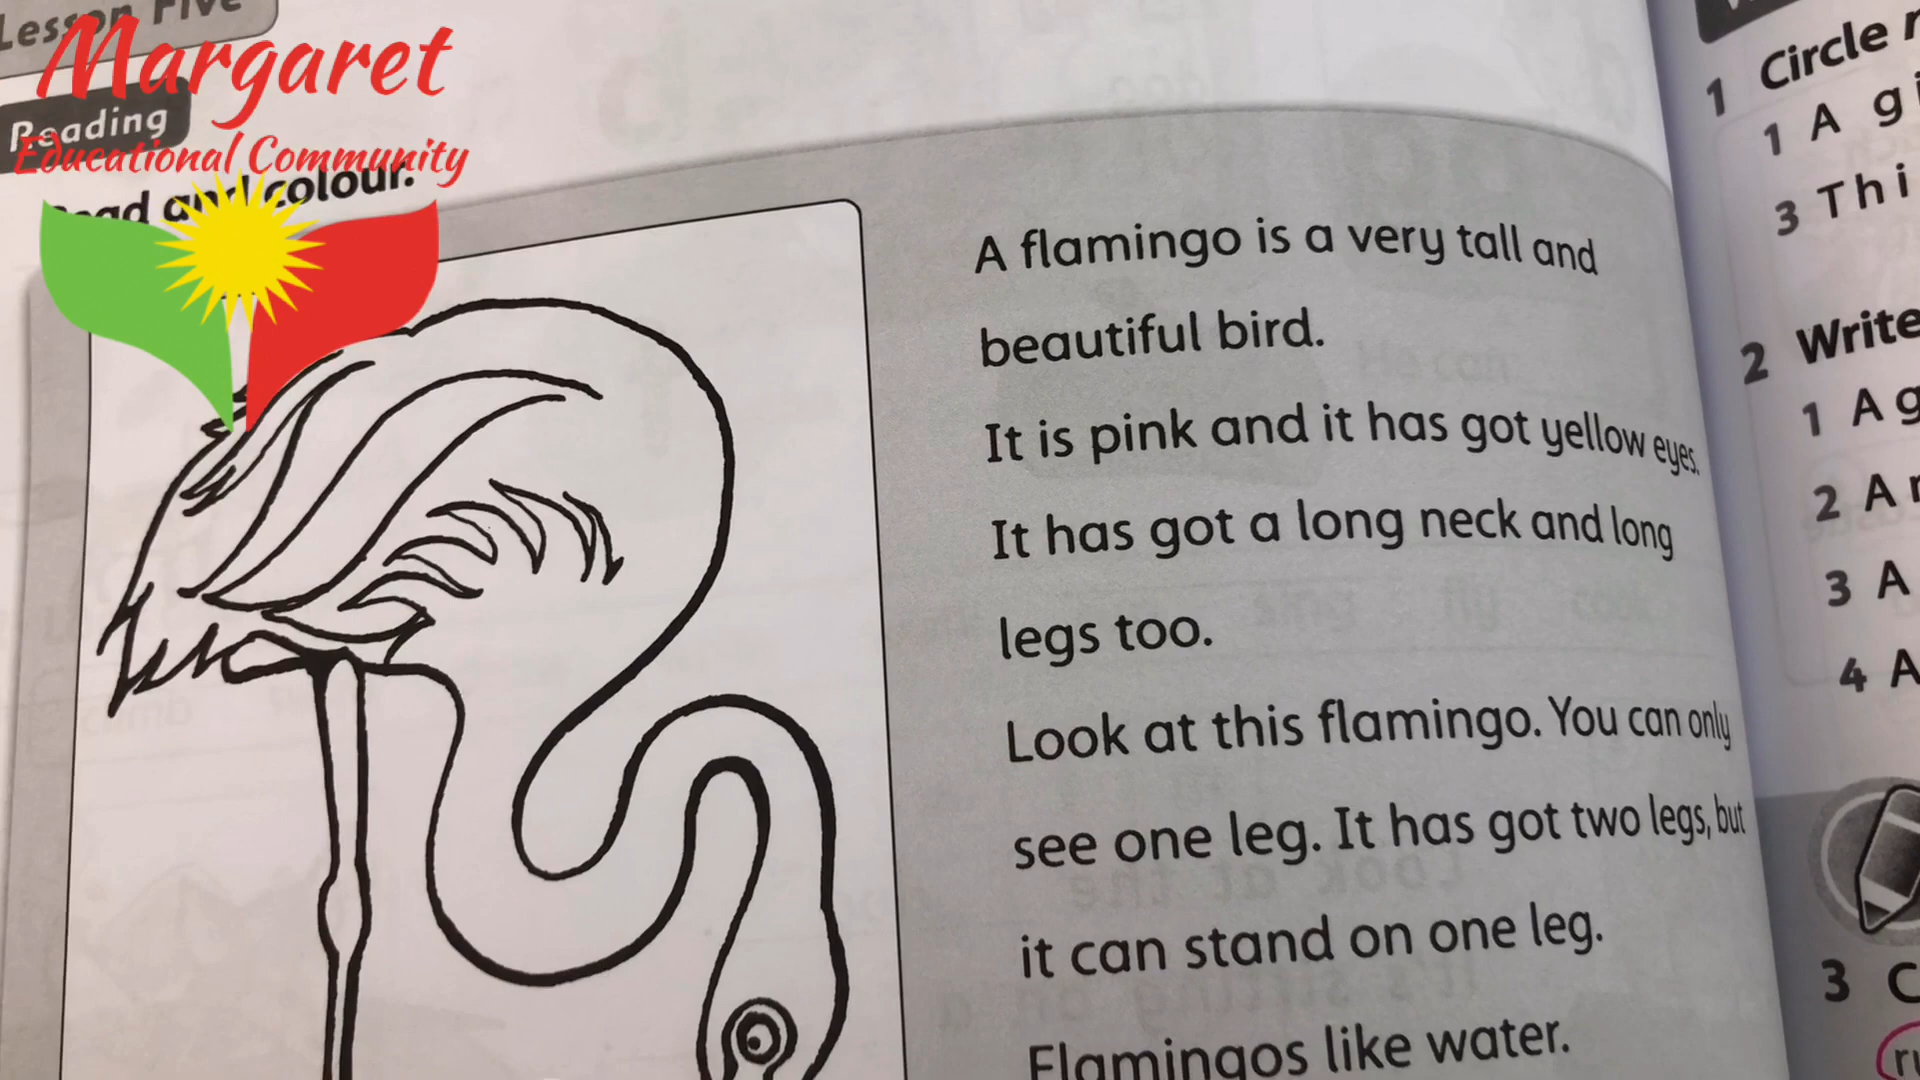 Lesson Five
Margaret
Reading
Educational Community
and colour.
A flamingo is a very tall and
beautiful bird.
It is pink and it has got yellow eyes.
It has got a long neck and long
legs too.
Look at this flamingo. You can only
see one leg. It has got two legs, but
it can stand on one leg.
Flamingos like water.
1 Circle
1 A g
3 Thi
2 Write
1 A g
2 A
3 A
4 A
3 C